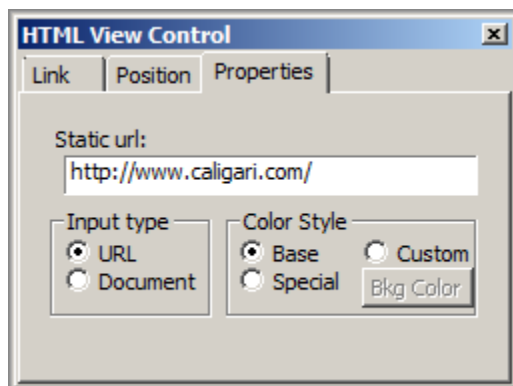 HTML View Control
Link Position Properties
Static url:
http://www.caligari.com/
Input type Color Style
URL Base Custom
Document Special Bkg Color